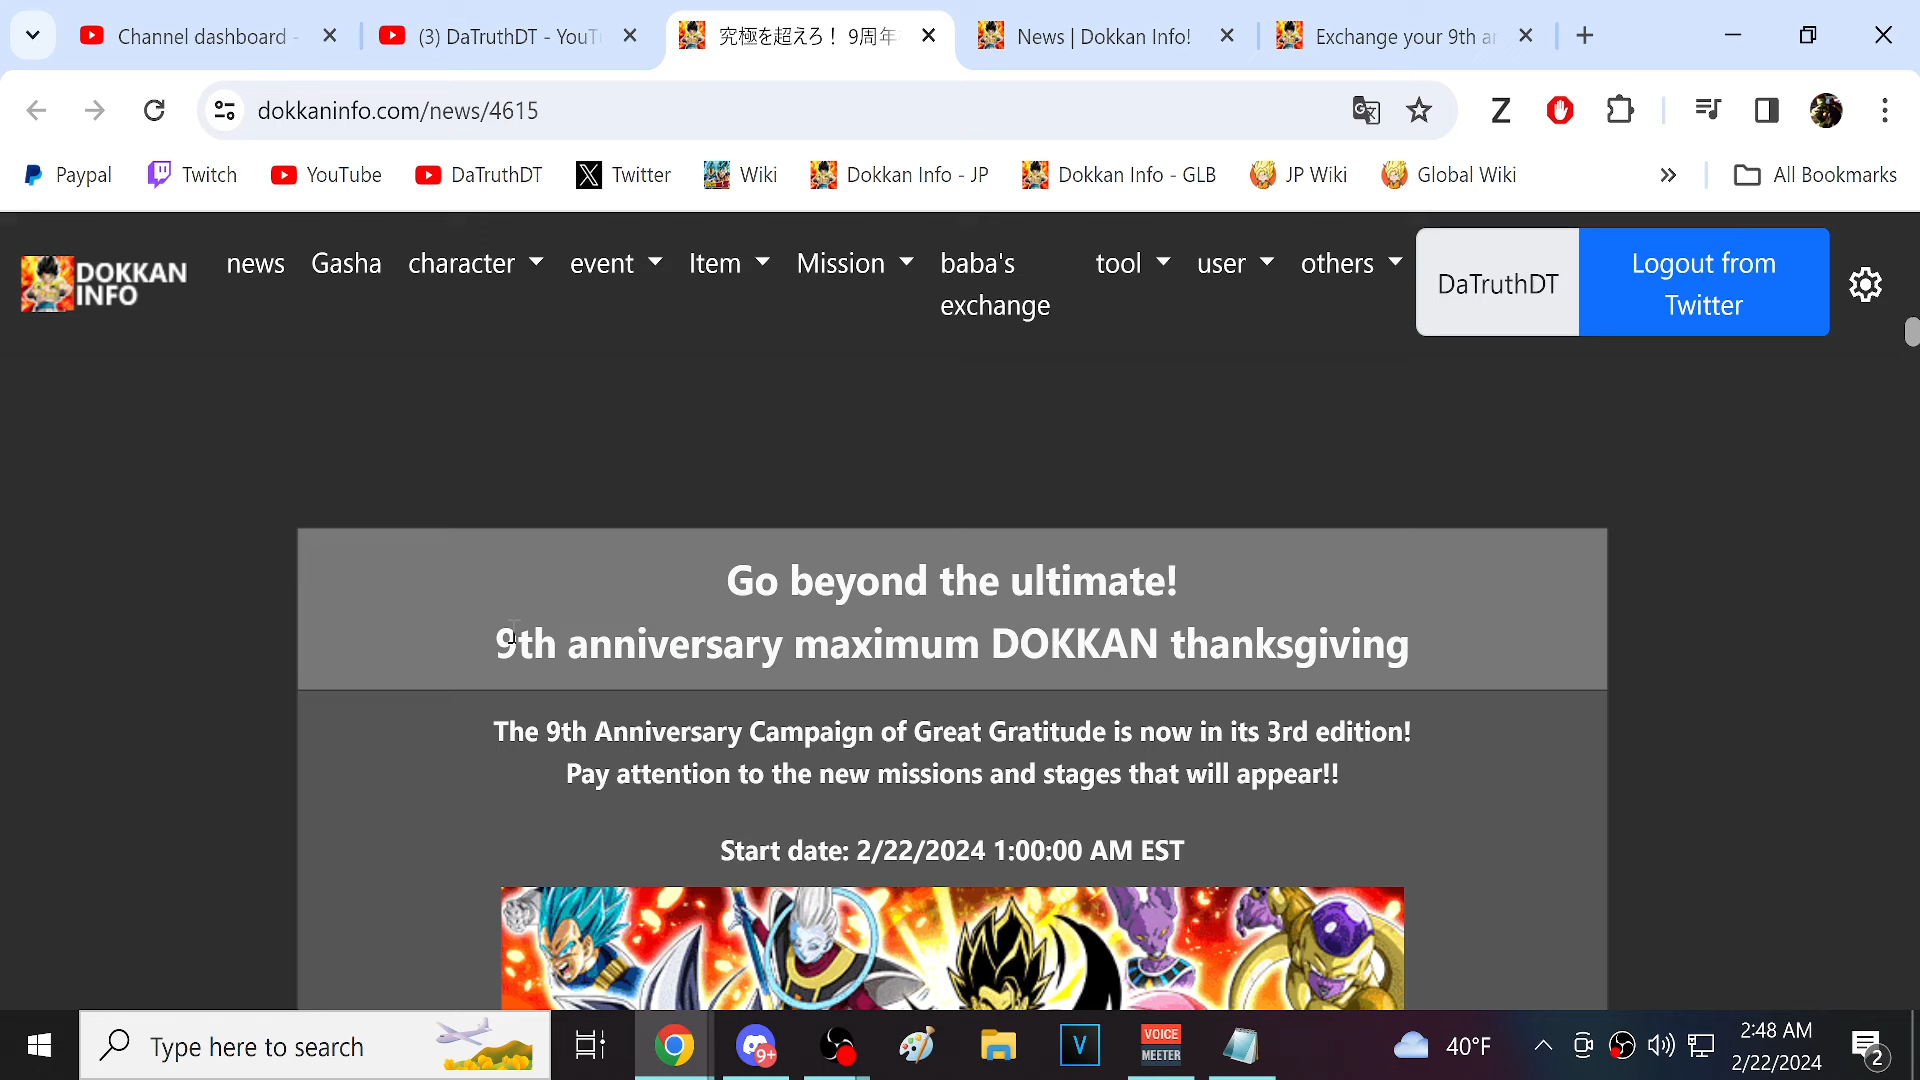 Channel dashboard -
(3) DaTruthDT - YouT
究極を超えろ！ 9周年
News | Dokkan Info!
Exchange your 9th a
dokkaninfo.com/news/4615
Z
Paypal
Twitch
YouTube
DaTruthDT
Twitter
Wiki
Dokkan Info - JP
Dokkan Info - GLB
JP Wiki
Global Wiki
»
All Bookmarks
DOKKAN
INFO
news
Gasha
character
event
Item
Mission
baba's
exchange
tool
user
others
DaTruthDT
Logout from
Twitter
Go beyond the ultimate!
9th anniversary maximum DOKKAN thanksgiving
The 9th Anniversary Campaign of Great Gratitude is now in its 3rd edition!
Pay attention to the new missions and stages that will appear!!
Start date: 2/22/2024 1:00:00 AM EST
Type here to search
9+
V
VOICE
MEETER
40°F
2:48 AM
2/22/2024
2